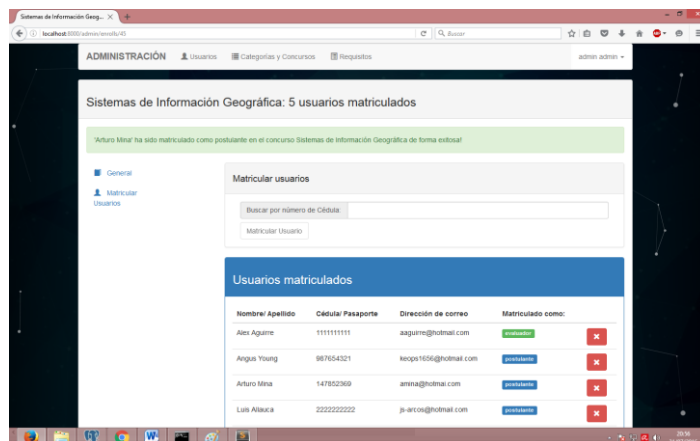 Sistemas de Información Geog...
localhost:8000/admin/enrolls/45
Buscar
ADMINISTRACIÓN Usuarios Categorías y Concursos Requisitos admin admin
Sistemas de Información Geográfica: 5 usuarios matriculados
'Arturo Mina' ha sido matriculado como postulante en el concurso Sistemas de Información Geográfica de forma exitosa!
General
Matricular
Usuarios
Matricular usuarios
Buscar por número de Cédula:
Matricular Usuario
Usuarios matriculados
Nombre/ Apellido Cédula/ Pasaporte Dirección de correo Matriculado como:
Alex Aguirre 1111111111 aaguirre@hotmail.com evaluador
Angus Young 987654321 keops1656@hotmail.com postulante
Arturo Mina 147852369 amina@hotmai.com postulante
Luis Allauca 2222222222 js-arcos@hotmail.com postulante
20:56